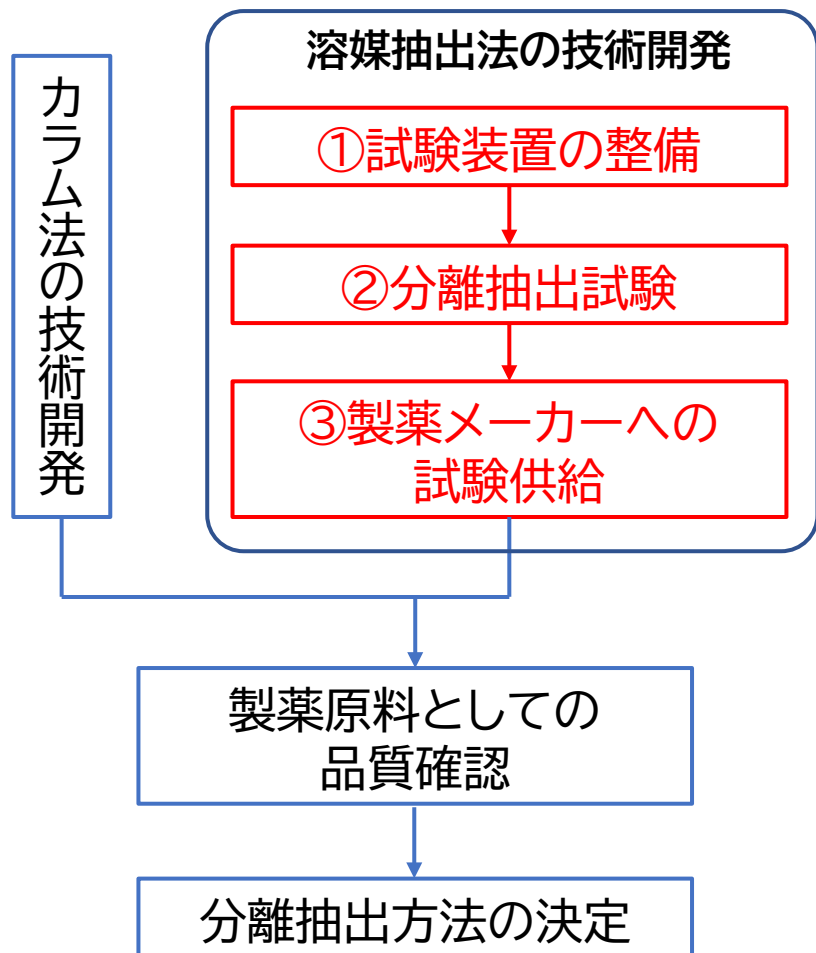 カラム法の技術開発
溶媒抽出法の技術開発
①試験装置の整備
②分離抽出試験
③製薬メーカーへの
試験供給
製薬原料としての
品質確認
分離抽出方法の決定